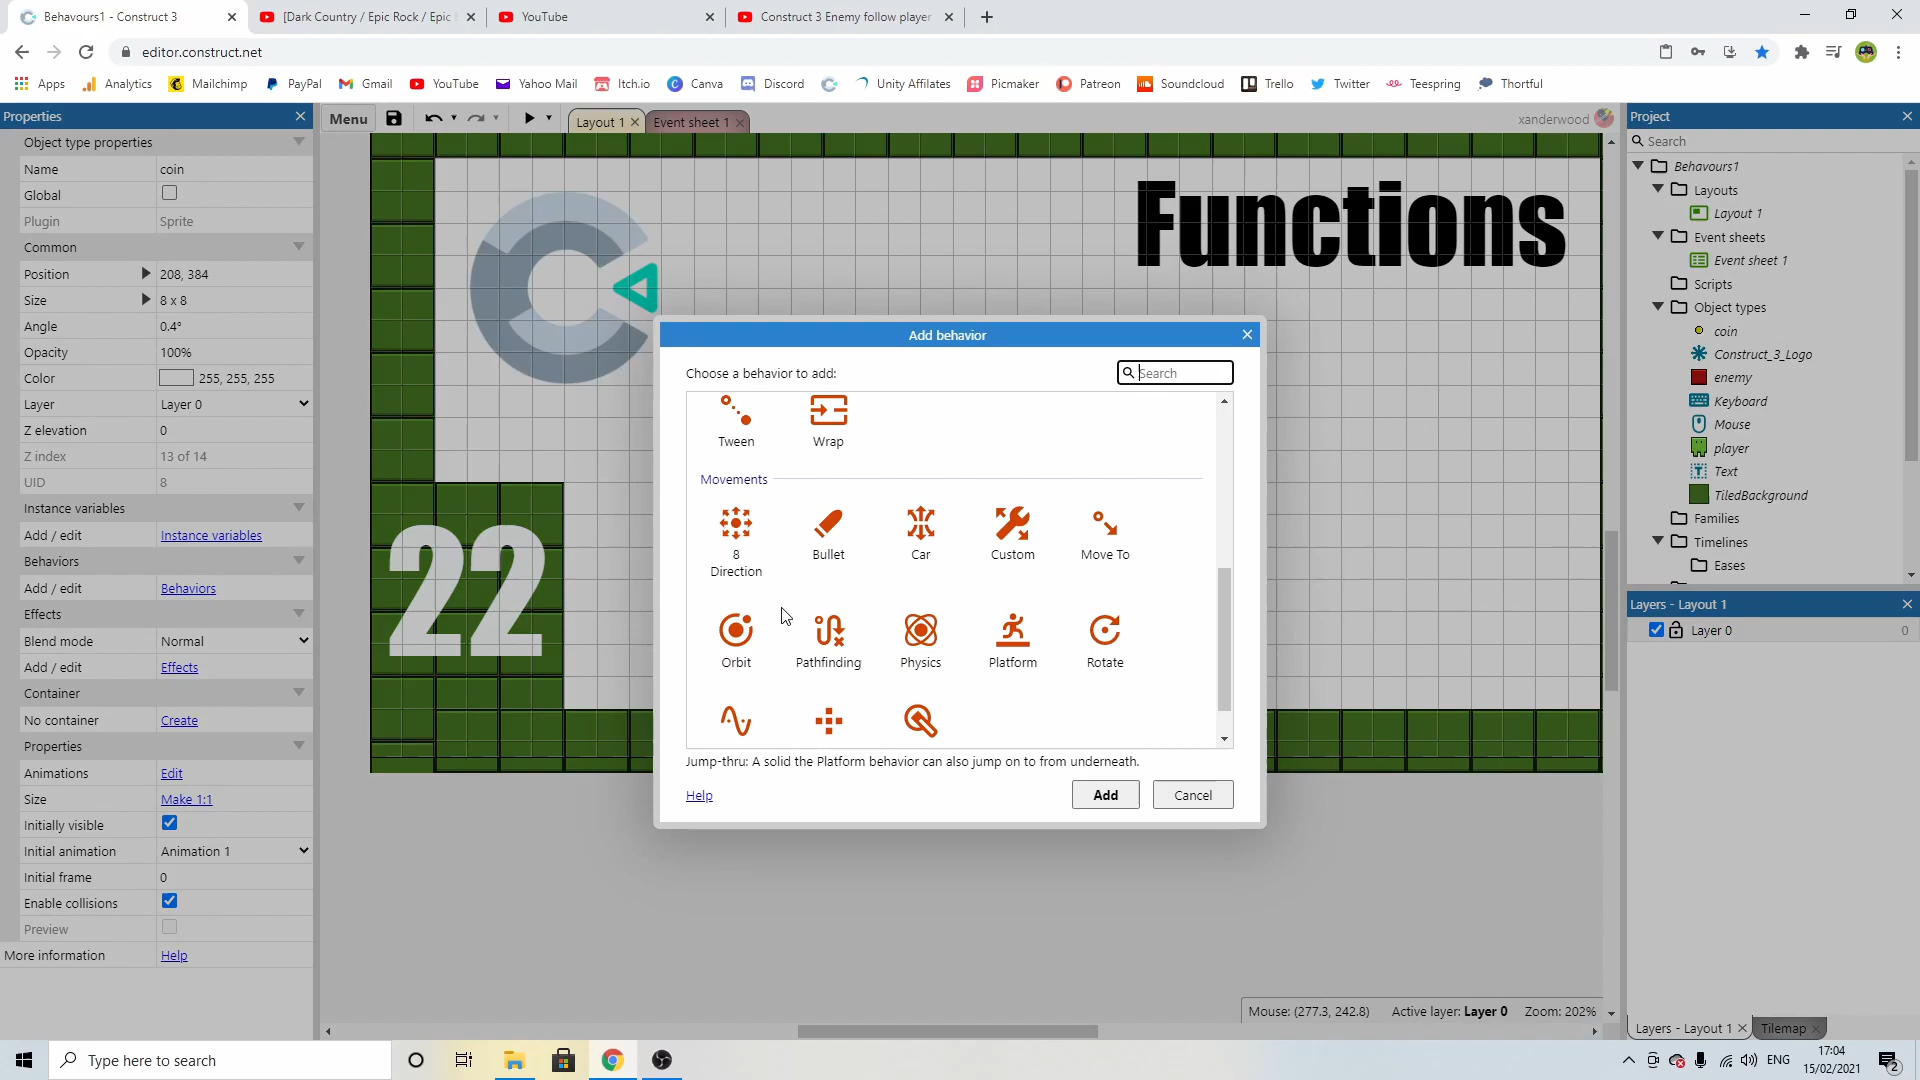 Behavours1 - Construct 3
[Dark Country / Epic Rock / Epic
YouTube
Construct 3 Enemy follow player
editor.construct.net
Apps
Analytics
Mailchimp
PayPal
Gmail
YouTube
Yahoo Mail
Itch.io
Canva
Discord
Unity Affilates
Picmaker
Patreon
Soundcloud
Trello
Twitter
Teespring
Thortful
Properties
Object type properties
Name coin
Global
Plugin Sprite
Common
Position 208, 384
Size 8 x 8
Angle 0.4°
Opacity 100%
Color 255, 255, 255
Layer Layer 0
Z elevation 0
Z index 13 of 14
UID 8
Instance variables
Add / edit Instance variables
Behaviors
Add / edit Behaviors
Effects
Blend mode Normal
Add / edit Effects
Container
No container Create
Properties
Animations Edit
Size Make 1:1
Initially visible
Initial animation Animation 1
Initial frame 0
Enable collisions
Preview
More information Help
Menu
Layout 1
Event sheet 1
xanderwood
Functions
22
Add behavior
Choose a behavior to add:
Search
Tween
Wrap
Movements
8
Direction
Bullet
Car
Custom
Move To
Orbit
Pathfinding
Physics
Platform
Rotate
Jump-thru: A solid the Platform behavior can also jump on to from underneath.
Help
Add
Cancel
Mouse: (277.3, 242.8)
Active layer: Layer 0
Zoom: 202%
Project
Search
Behavours1
Layouts
Layout 1
Event sheets
Event sheet 1
Scripts
Object types
coin
Construct_3_Logo
enemy
Keyboard
Mouse
player
Text
TiledBackground
Families
Timelines
Eases
Layers - Layout 1
Layer 0
0
Layers - Layout 1
Tilemap
Type here to search
ENG
17:04
15/02/2021
2